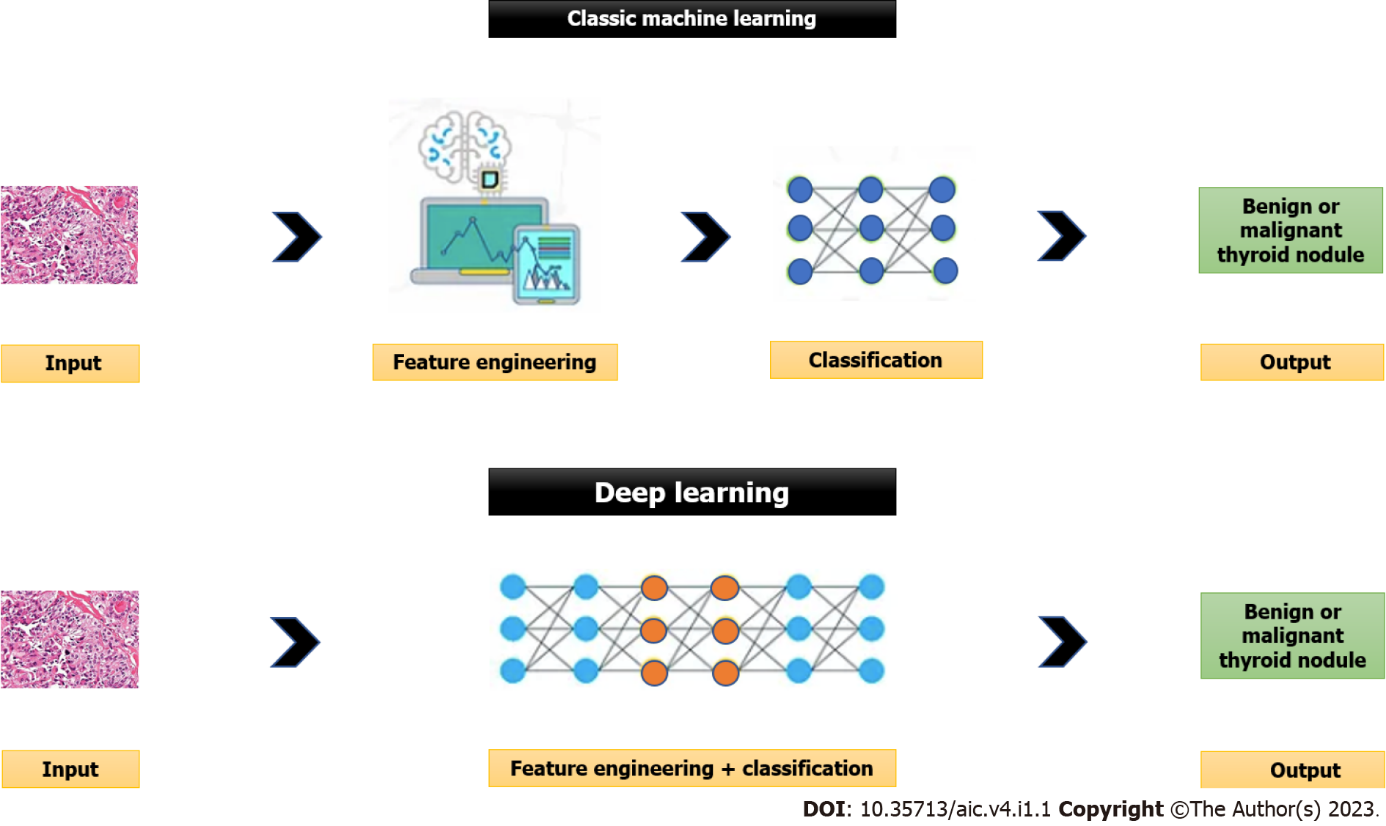 Classic machine learning
Benign or
malignant
thyroid nodule
Input
Feature engineering
Classification
Output
Deep learning
Benign or
malignant
thyroid nodule
Input
Feature engineering + classification
Output
DOI: 10.35713/aic.v4.i1.1 Copyright ©The Author(s) 2023.